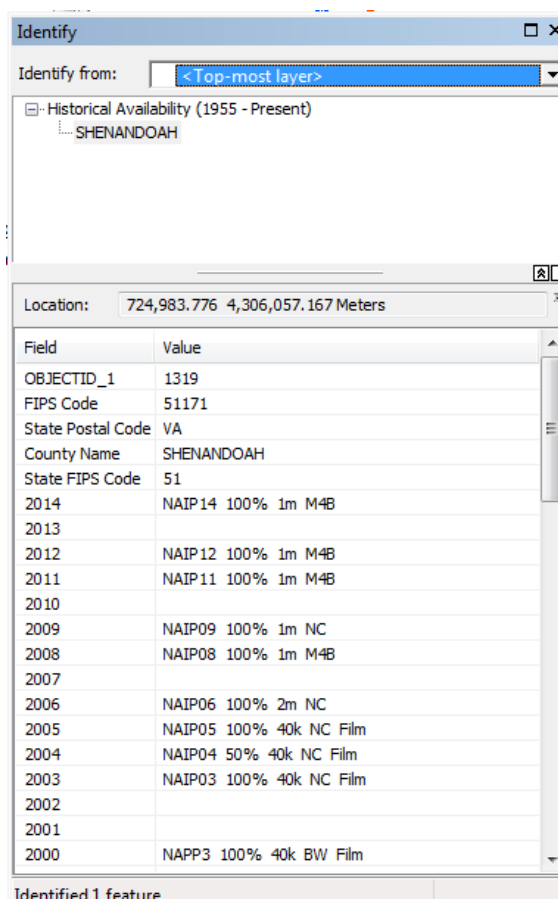 Identify
Identify from: <Top-most layer>
Historical Availability (1955 - Present)
SHENANDOAH
Location: 724,983.776 4,306,057.167 Meters
Field Value
OBJECTID_1 1319
FIPS Code 51171
State Postal Code VA
County Name SHENANDOAH
State FIPS Code 51
2014 NAIP14 100% 1m M4B
2013
2012 NAIP12 100% 1m M4B
2011 NAIP11 100% 1m M4B
2010
2009 NAIP09 100% 1m NC
2008 NAIP08 100% 1m M4B
2007
2006 NAIP06 100% 2m NC
2005 NAIP05 100% 40k NC Film
2004 NAIP04 50% 40k NC Film
2003 NAIP03 100% 40k NC Film
2002
2001
2000 NAPP3 100% 40k BW Film
Identified 1 feature